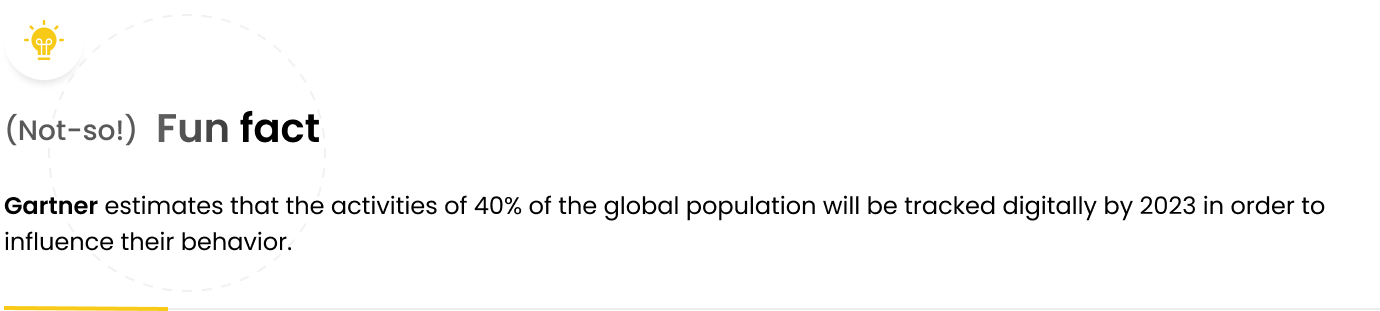 (Not-so!) Fun fact
Gartner estimates that the activities of 40% of the global population will be tracked digitally by 2023 in order to
influence their behavior.